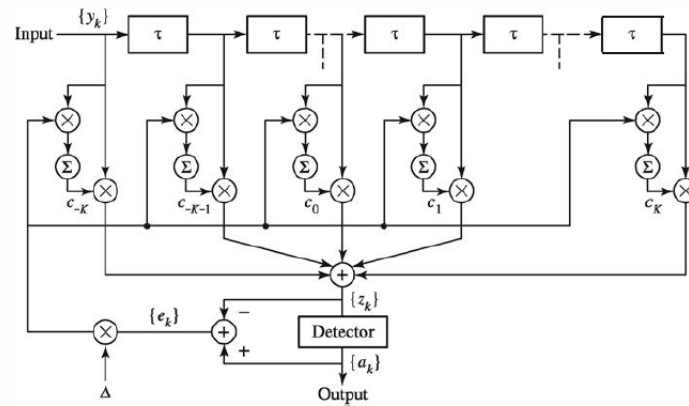 {y_k}
Input
τ τ τ τ τ
× × × × ×
Σ Σ Σ Σ Σ
× × × × ×
c_{-K} c_{-K-1} c_0 c_1 c_K
+
{z_k}
{e_k} −
× + Detector
+
{a_k}
Δ Output